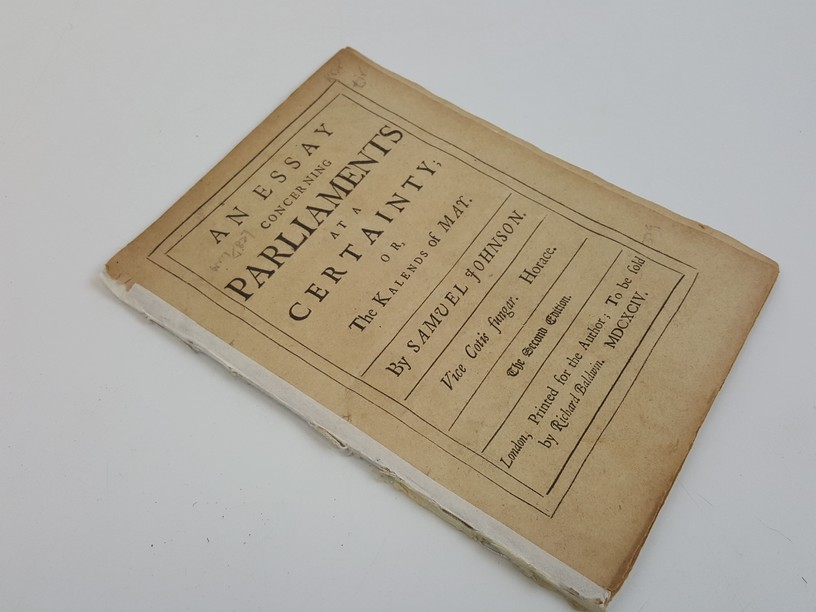 AN ESSAY
CONCERNING
PARLIAMENTS
AT A
CERTAINTY;
OR,
The KALENDS of MAY.
By SAMUEL JOHNSON.
Vice Cotis fungar. Horace.
The Second Edition.
London, Printed for the Author; To be ſold
by Richard Baldwin. MDCXCIV.